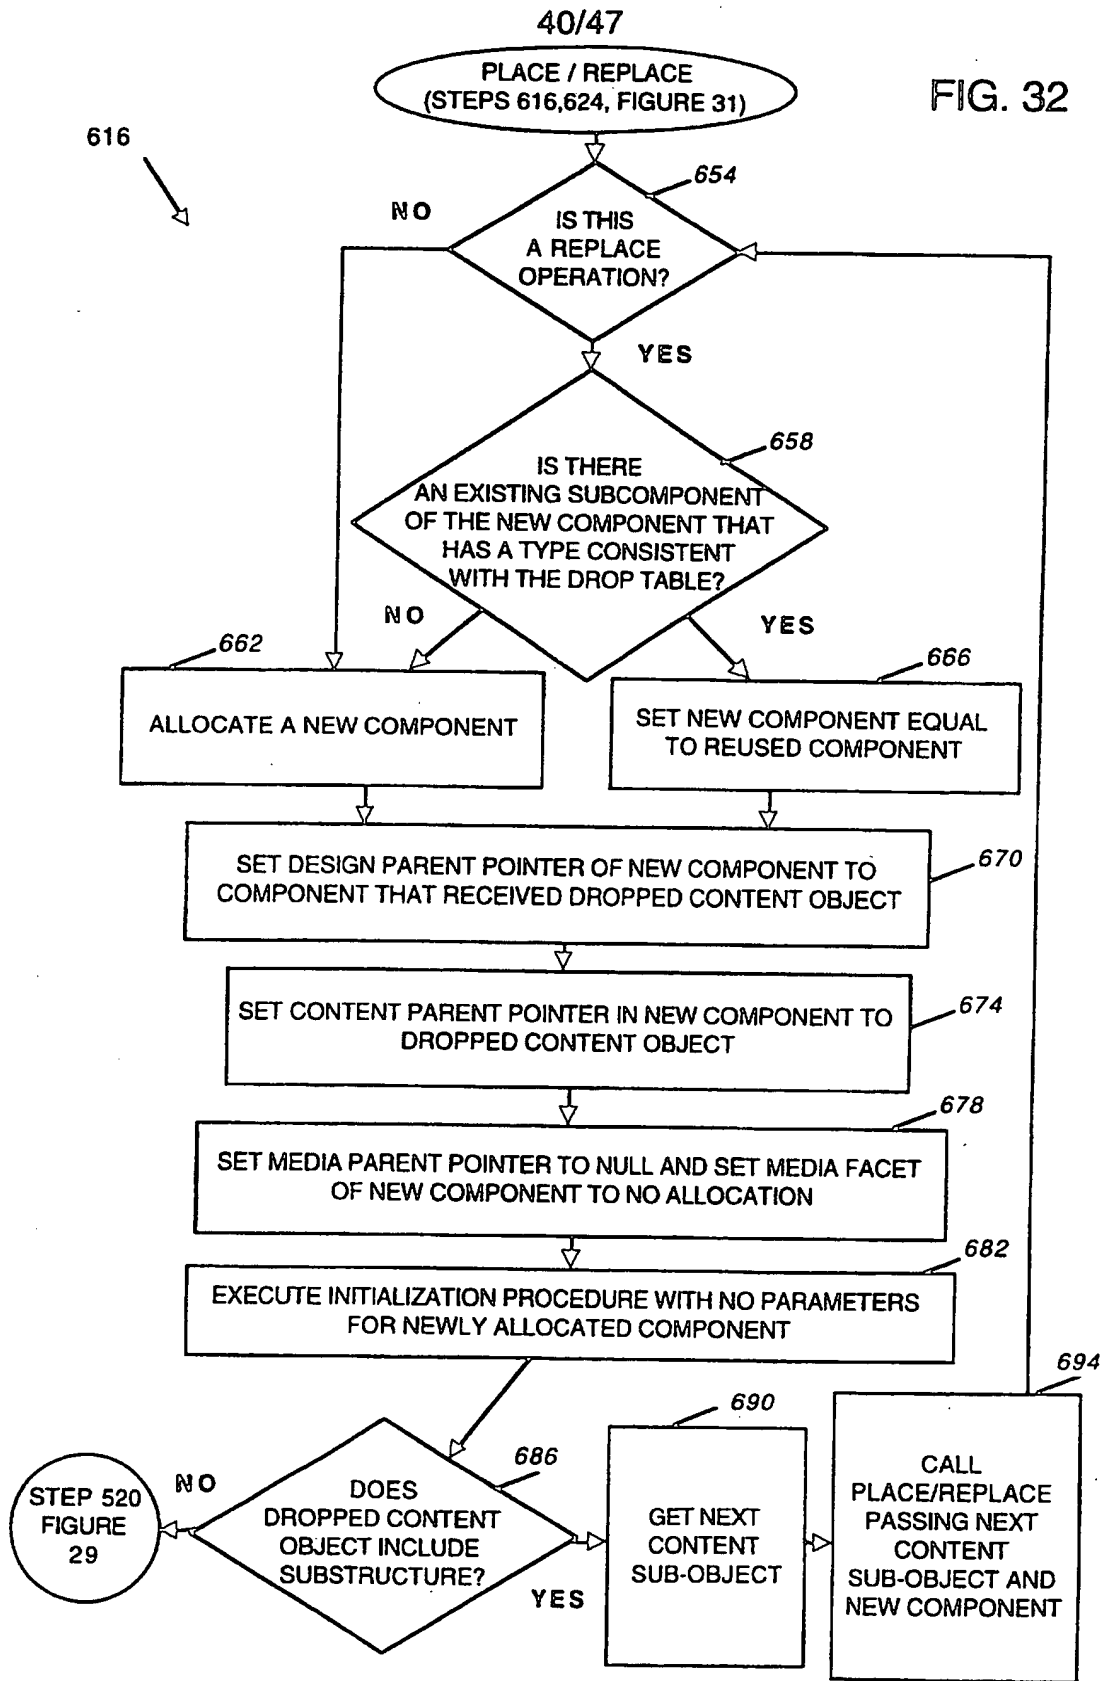 40/47
PLACE / REPLACE
(STEPS 616,624, FIGURE 31)
FIG. 32
616
654
NO
IS THIS
A REPLACE
OPERATION?
YES
658
IS THERE
AN EXISTING SUBCOMPONENT
OF THE NEW COMPONENT THAT
HAS A TYPE CONSISTENT
WITH THE DROP TABLE?
NO
YES
662
666
ALLOCATE A NEW COMPONENT
SET NEW COMPONENT EQUAL
TO REUSED COMPONENT
SET DESIGN PARENT POINTER OF NEW COMPONENT TO
COMPONENT THAT RECEIVED DROPPED CONTENT OBJECT
670
SET CONTENT PARENT POINTER IN NEW COMPONENT TO
DROPPED CONTENT OBJECT
674
678
SET MEDIA PARENT POINTER TO NULL AND SET MEDIA FACET
OF NEW COMPONENT TO NO ALLOCATION
682
EXECUTE INITIALIZATION PROCEDURE WITH NO PARAMETERS
FOR NEWLY ALLOCATED COMPONENT
686
DOES
DROPPED CONTENT
OBJECT INCLUDE
SUBSTRUCTURE?
NO
STEP 520
FIGURE
29
YES
690
GET NEXT
CONTENT
SUB-OBJECT
694
CALL
PLACE/REPLACE
PASSING NEXT
CONTENT
SUB-OBJECT AND
NEW COMPONENT